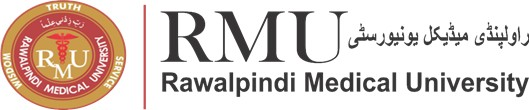 TRUTH
رَبِّ زِدْنِي عِلْمًا
RAWALPINDI MEDICAL UNIVERSITY
WISDOM
SERVICE
RMU
RMU
راولپنڈی میڈیکل یونیورسٹی
Rawalpindi Medical University